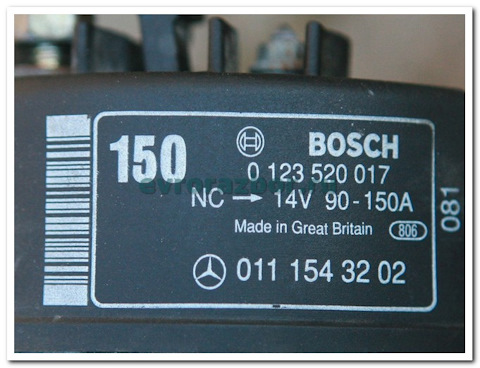 150
BOSCH
0 123 520 017
NC → 14V 90-150A
Made in Great Britain 806
011 154 32 02
081